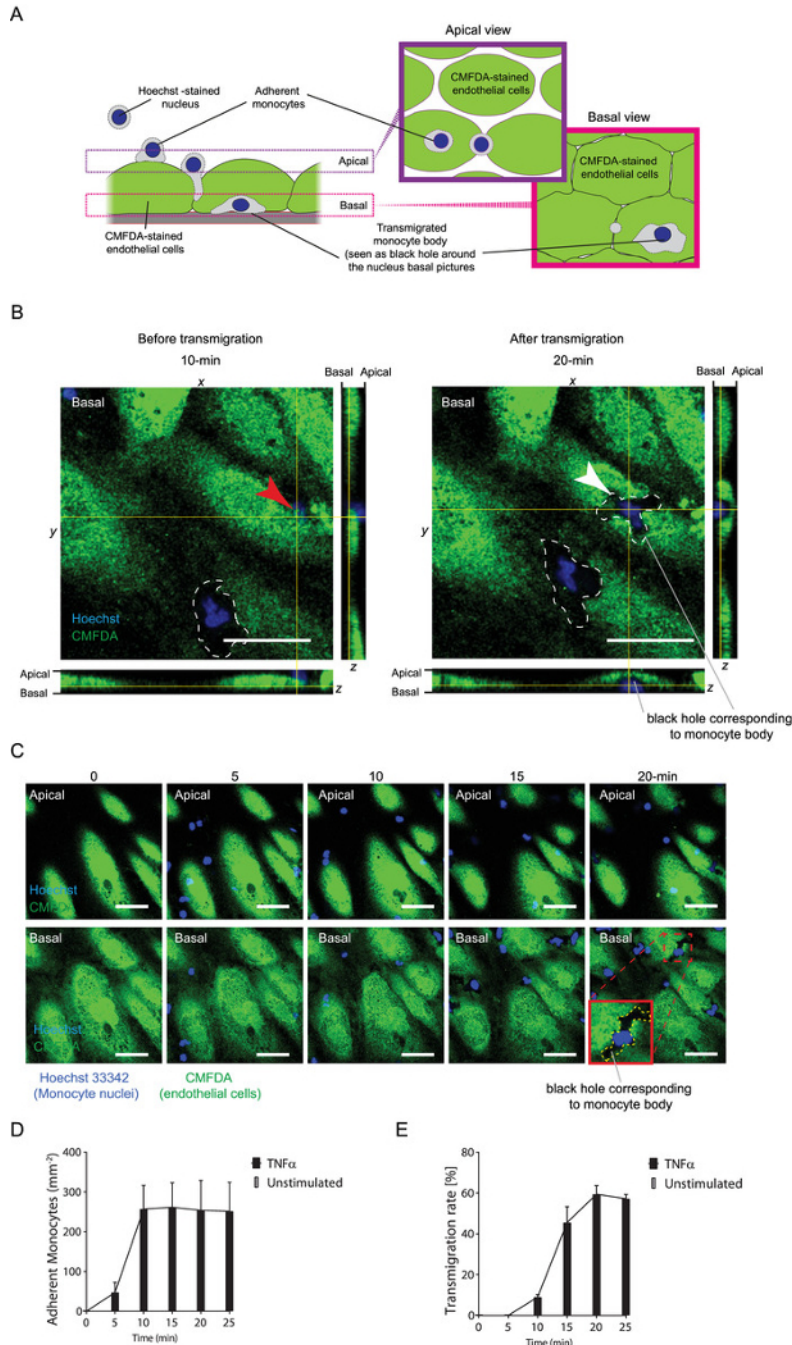 A
Apical view
Hoechst -stained
nucleus
Adherent
monocytes
CMFDA-stained
endothelial cells
Basal view
Apical
CMFDA-stained
endothelial cells
Basal
CMFDA-stained
endothelial cells
Transmigrated
monocyte body
(seen as black hole around
the nucleus basal pictures
B
Before transmigration
10-min
x
Basal Apical
Basal
y
Hoechst
CMFDA
z
Apical
Basal
z
After transmigration
20-min
x
Basal Apical
Basal
y
z
Apical
Basal
z
black hole corresponding
to monocyte body
C
0
5
10
15
20-min
Apical
Apical
Apical
Apical
Apical
Hoechst
CMFDA
Basal
Basal
Basal
Basal
Basal
Hoechst
CMFDA
Hoechst 33342
(Monocyte nuclei)
CMFDA
(endothelial cells)
black hole corresponding
to monocyte body
D
Adherent Monocytes (mm-2)
400
300
200
100
0
0 5 10 15 20 25
Time (min)
TNFα
Unstimulated
E
Transmigration rate [%]
80
60
40
20
0
0 5 10 15 20 25
Time (min)
TNFα
Unstimulated